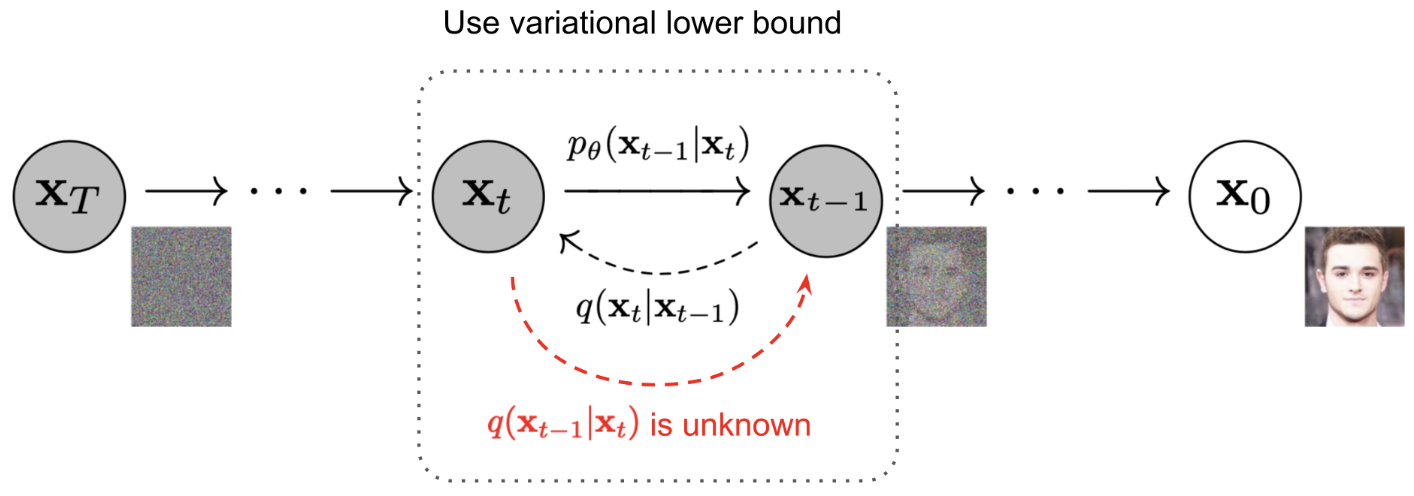 Use variational lower bound
x_T → ··· → x_t p_θ(x_{t−1}|x_t) x_{t−1} → ··· → x_0
q(x_t|x_{t−1})
q(x_{t−1}|x_t) is unknown